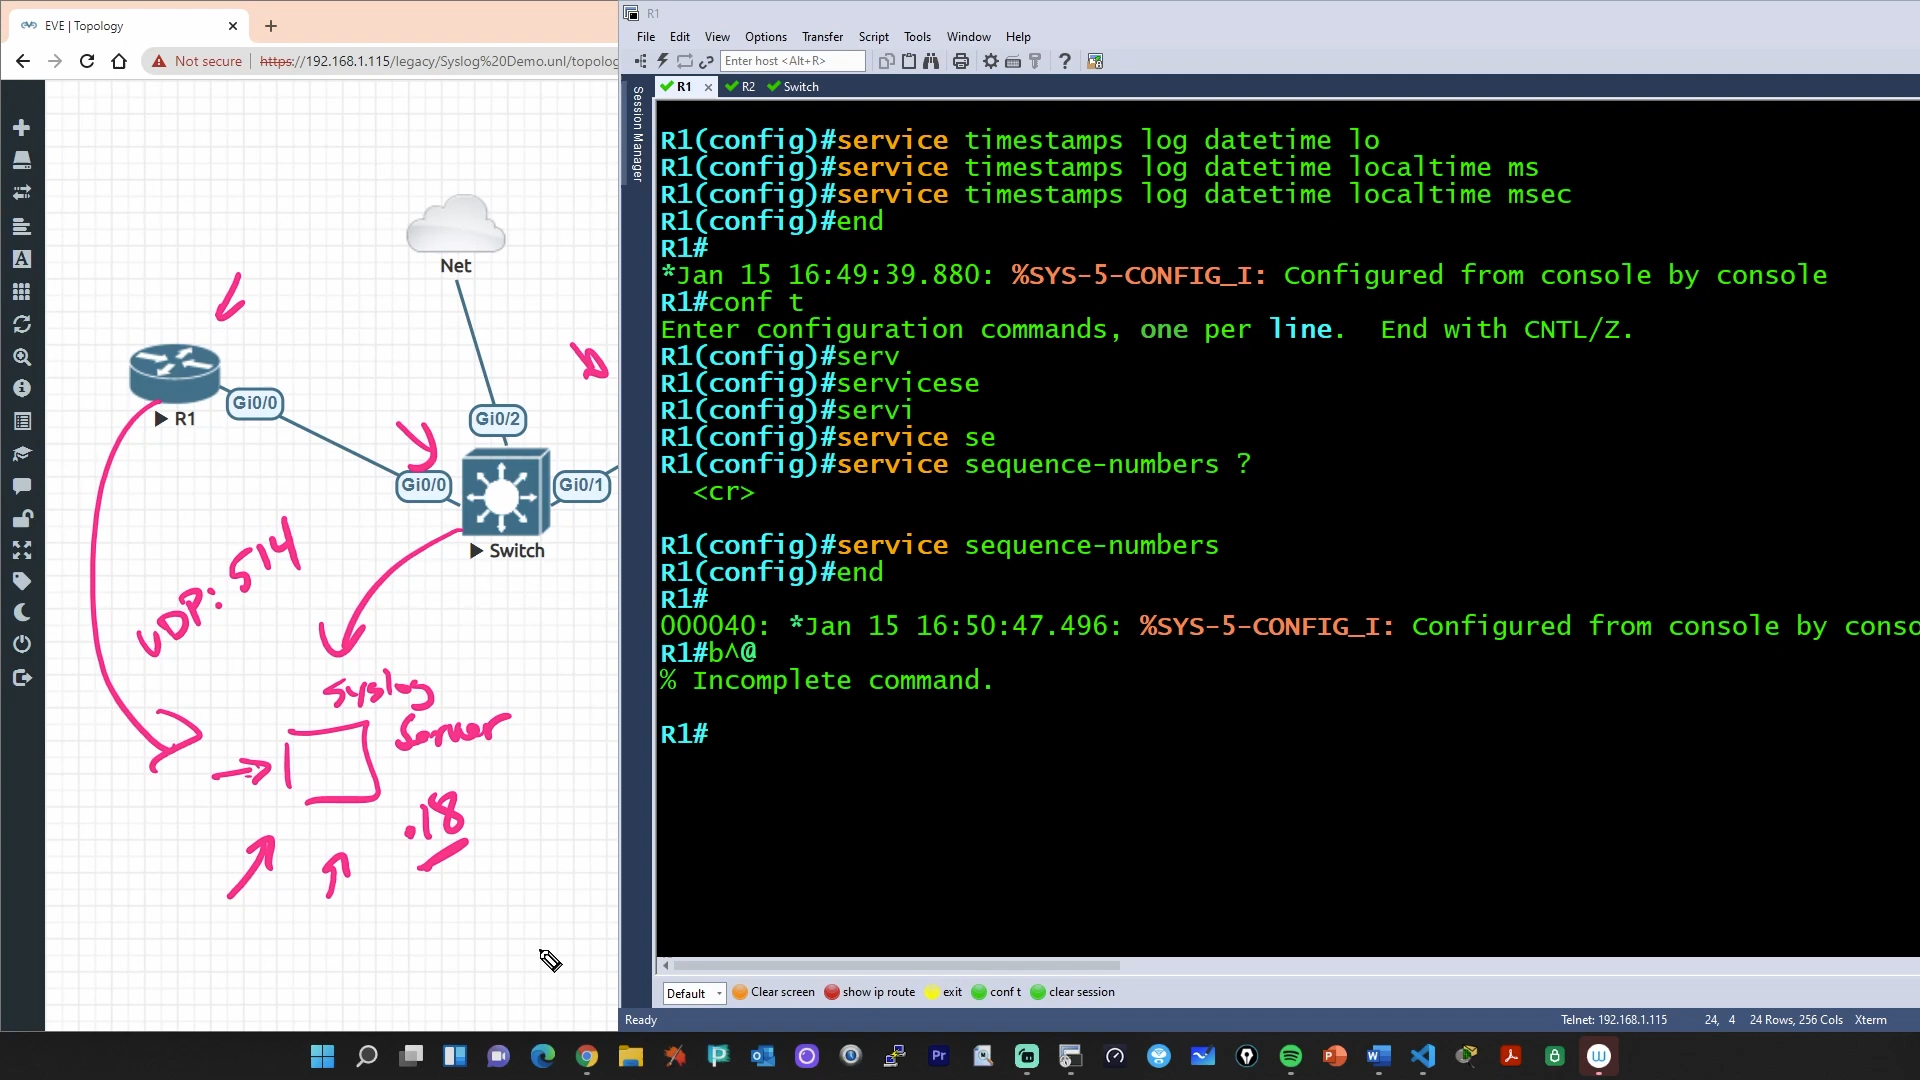 EVE | Topology
Not secure | https://192.168.1.115/legacy/Syslog%20Demo.unl/topolog
Net
Gi0/0
R1
Gi0/2
Gi0/0
Gi0/1
Switch
UDP: 514
Syslog
Server
.18
R1
File Edit View Options Transfer Script Tools Window Help
Enter host <Alt+R>
Session Manager
R1 R2 Switch
R1(config)#service timestamps log datetime lo
R1(config)#service timestamps log datetime localtime ms
R1(config)#service timestamps log datetime localtime msec
R1(config)#end
R1#
*Jan 15 16:49:39.880: %SYS-5-CONFIG_I: Configured from console by console
R1#conf t
Enter configuration commands, one per line.  End with CNTL/Z.
R1(config)#serv
R1(config)#servicese
R1(config)#servi
R1(config)#service se
R1(config)#service sequence-numbers ?
<cr>
R1(config)#service sequence-numbers
R1(config)#end
R1#
000040: *Jan 15 16:50:47.496: %SYS-5-CONFIG_I: Configured from console by conso
R1#b^@
% Incomplete command.
R1#
Default Clear screen show ip route exit conf t clear session
Ready Telnet: 192.168.1.115 24, 4 24 Rows, 256 Cols Xterm